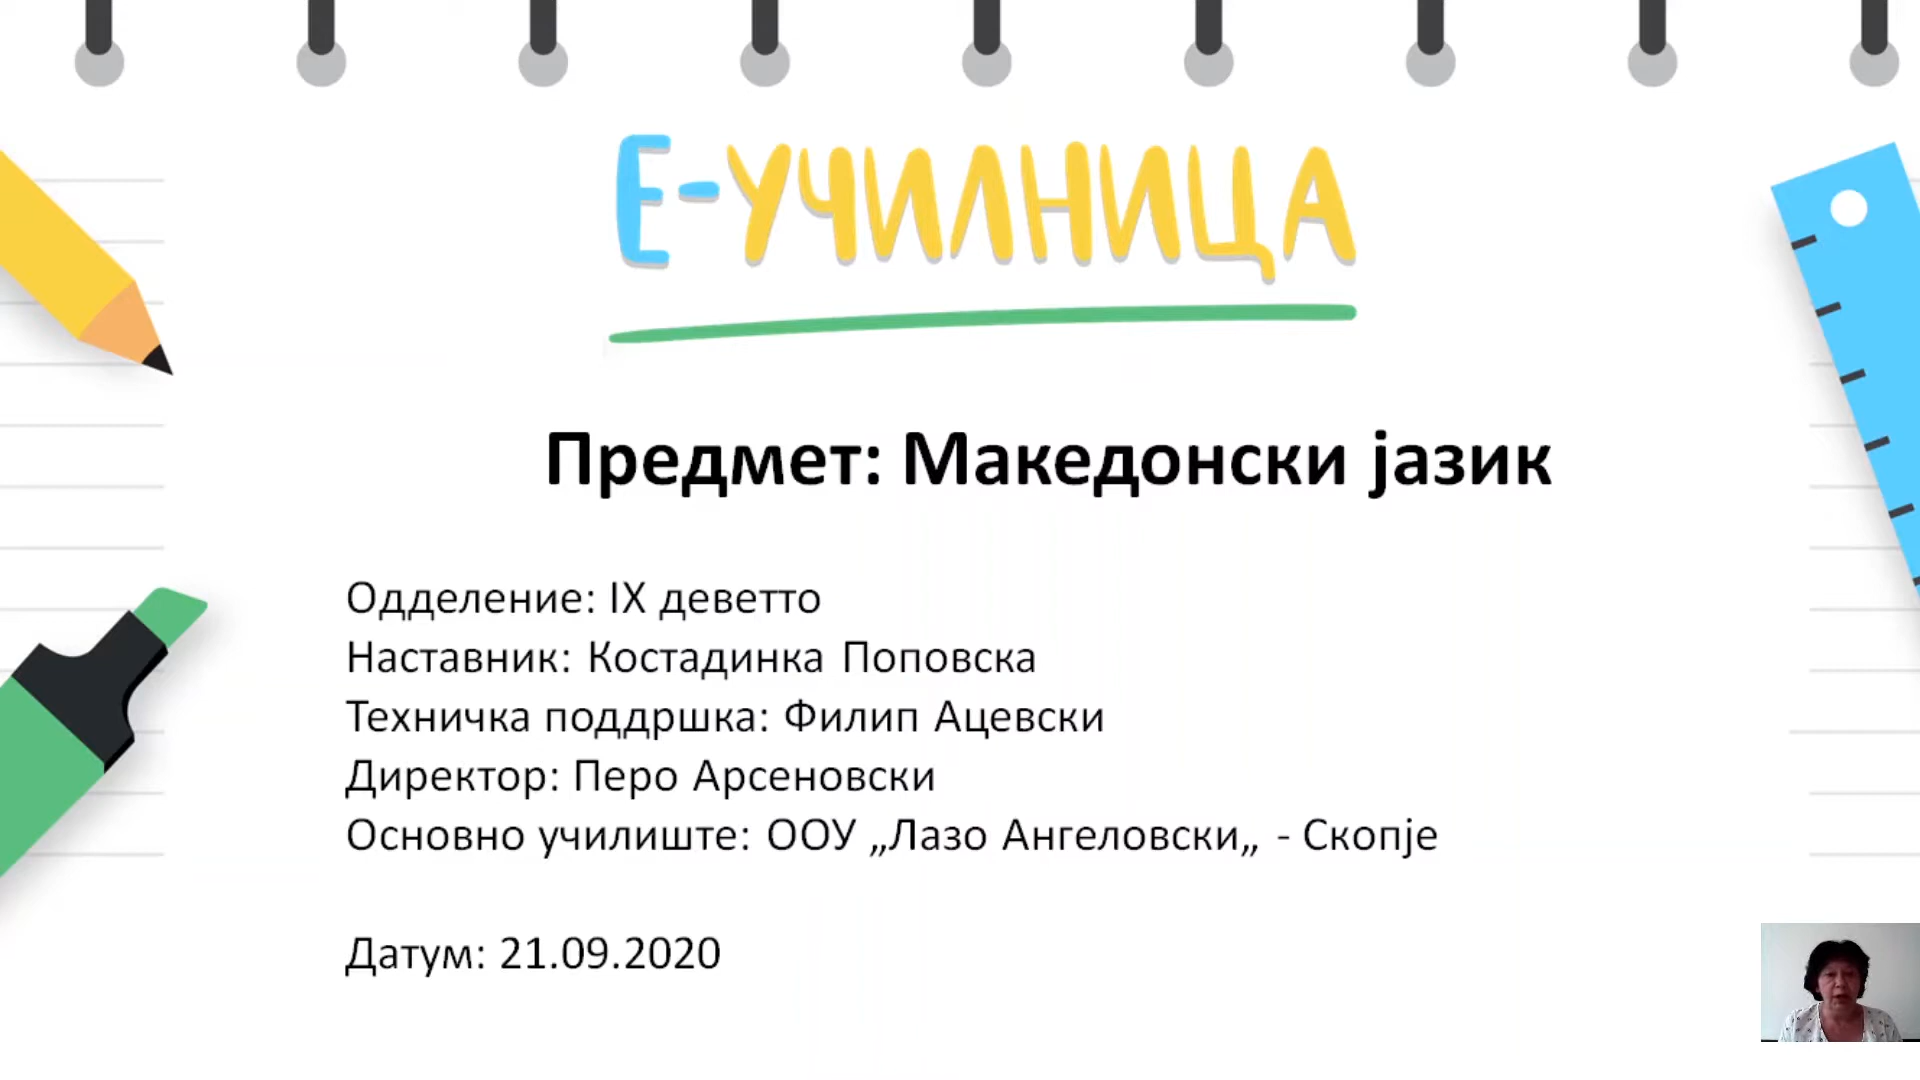 Е-УЧИЛНИЦА
Предмет: Македонски јазик
Одделение: IX деветто
Наставник: Костадинка Поповска
Техничка поддршка: Филип Ацевски
Директор: Перо Арсеновски
Основно училиште: ООУ „Лазо Ангеловски„ - Скопје
Датум: 21.09.2020